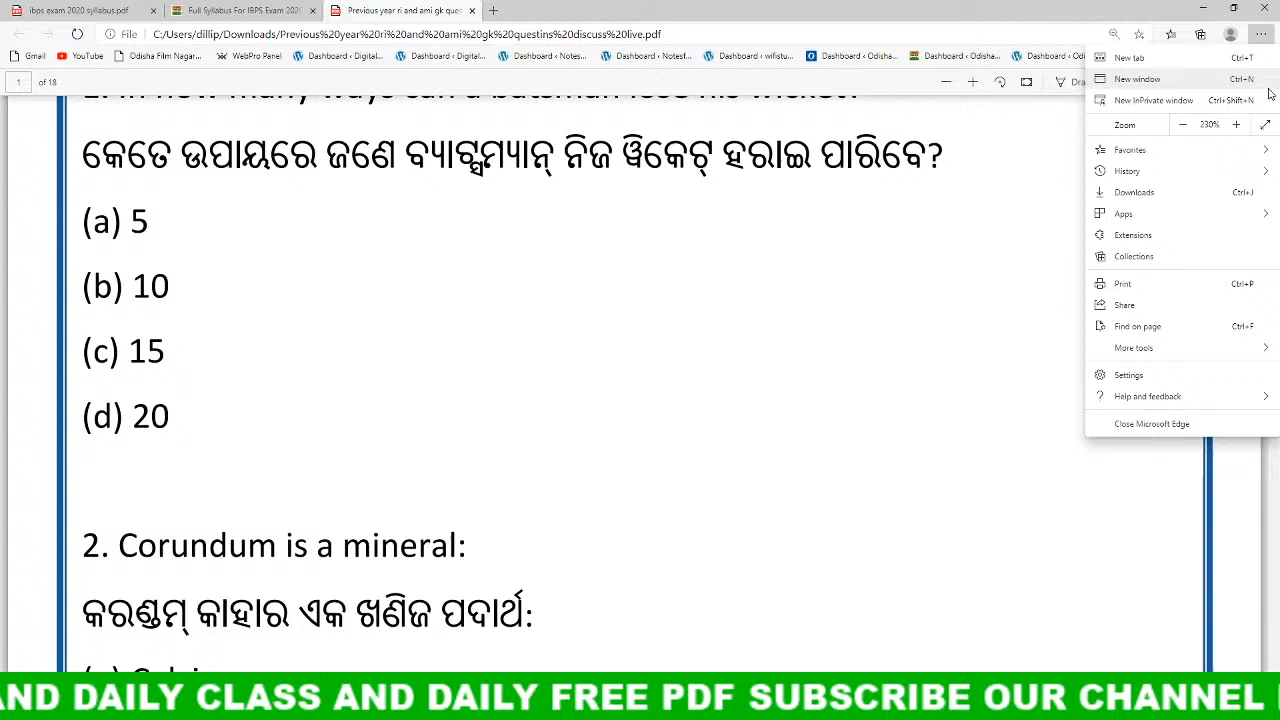 ibps exam 2020 syllabus.pdf
Full Syllabus For IBPS Exam 2020
Previous year ri and ami gk ques
File C:/Users/dillip/Downloads/Previous%20year%20ri%20and%20ami%20gk%20questins%20discuss%20live.pdf
Gmail YouTube Odisha Film Nagar... WebPro Panel Dashboard ‹ Digital... Dashboard ‹ Digital... Dashboard ‹ Notesf... Dashboard ‹ Notesf... Dashboard ‹ wifistu... Dashboard ‹ Odisha... Dashboard ‹ Odisha... Dashboard ‹ Odi
1 of 18
Dra
New tab Ctrl+T
New window Ctrl+N
New InPrivate window Ctrl+Shift+N
Zoom − 230% +
Favorites
History
Downloads Ctrl+J
Apps
Extensions
Collections
Print Ctrl+P
Share
Find on page Ctrl+F
More tools
Settings
Help and feedback
Close Microsoft Edge
କେତେ ଉପାୟରେ ଜଣେ ବ୍ୟାଟ୍ସମ୍ୟାନ୍ ନିଜ ୱିକେଟ୍ ହରାଇ ପାରିବେ?
(a) 5
(b) 10
(c) 15
(d) 20
2. Corundum is a mineral:
କରଣ୍ଡମ୍ କାହାର ଏକ ଖଣିଜ ପଦାର୍ଥ:
AND DAILY CLASS AND DAILY FREE PDF SUBSCRIBE OUR CHANNEL